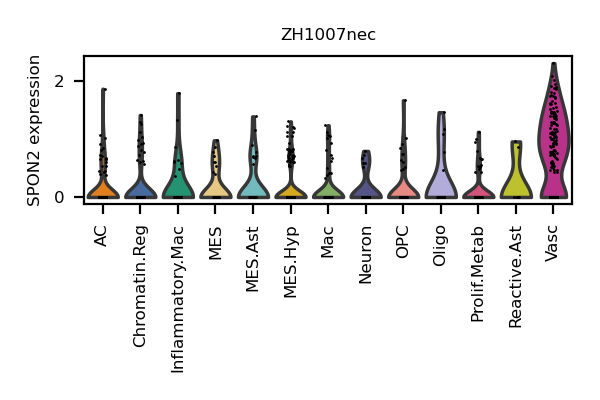 ZH1007nec
SPON2 expression
2
0
AC
Chromatin.Reg
Inflammatory.Mac
MES
MES.Ast
MES.Hyp
Mac
Neuron
OPC
Oligo
Prolif.Metab
Reactive.Ast
Vasc